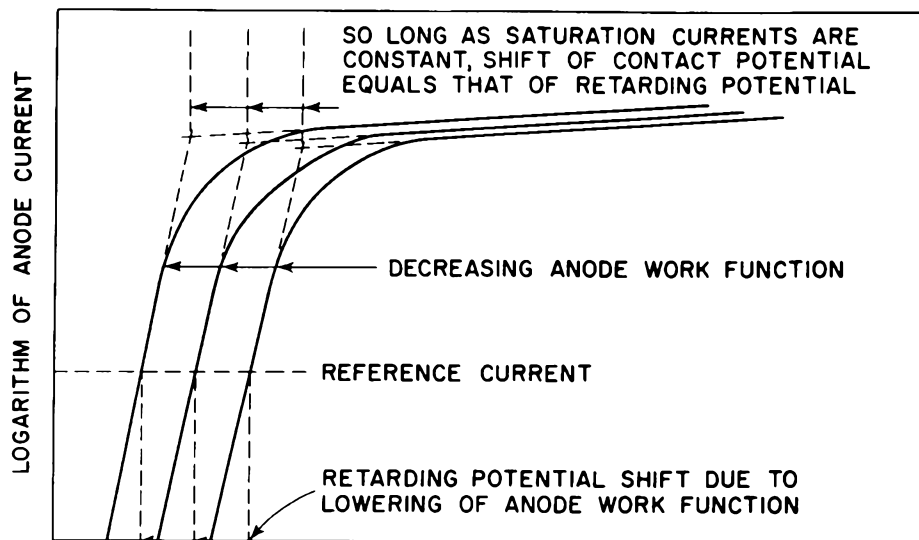 SO LONG AS SATURATION CURRENTS ARE
CONSTANT, SHIFT OF CONTACT POTENTIAL
EQUALS THAT OF RETARDING POTENTIAL
LOGARITHM OF ANODE CURRENT
DECREASING ANODE WORK FUNCTION
REFERENCE CURRENT
RETARDING POTENTIAL SHIFT DUE TO
LOWERING OF ANODE WORK FUNCTION